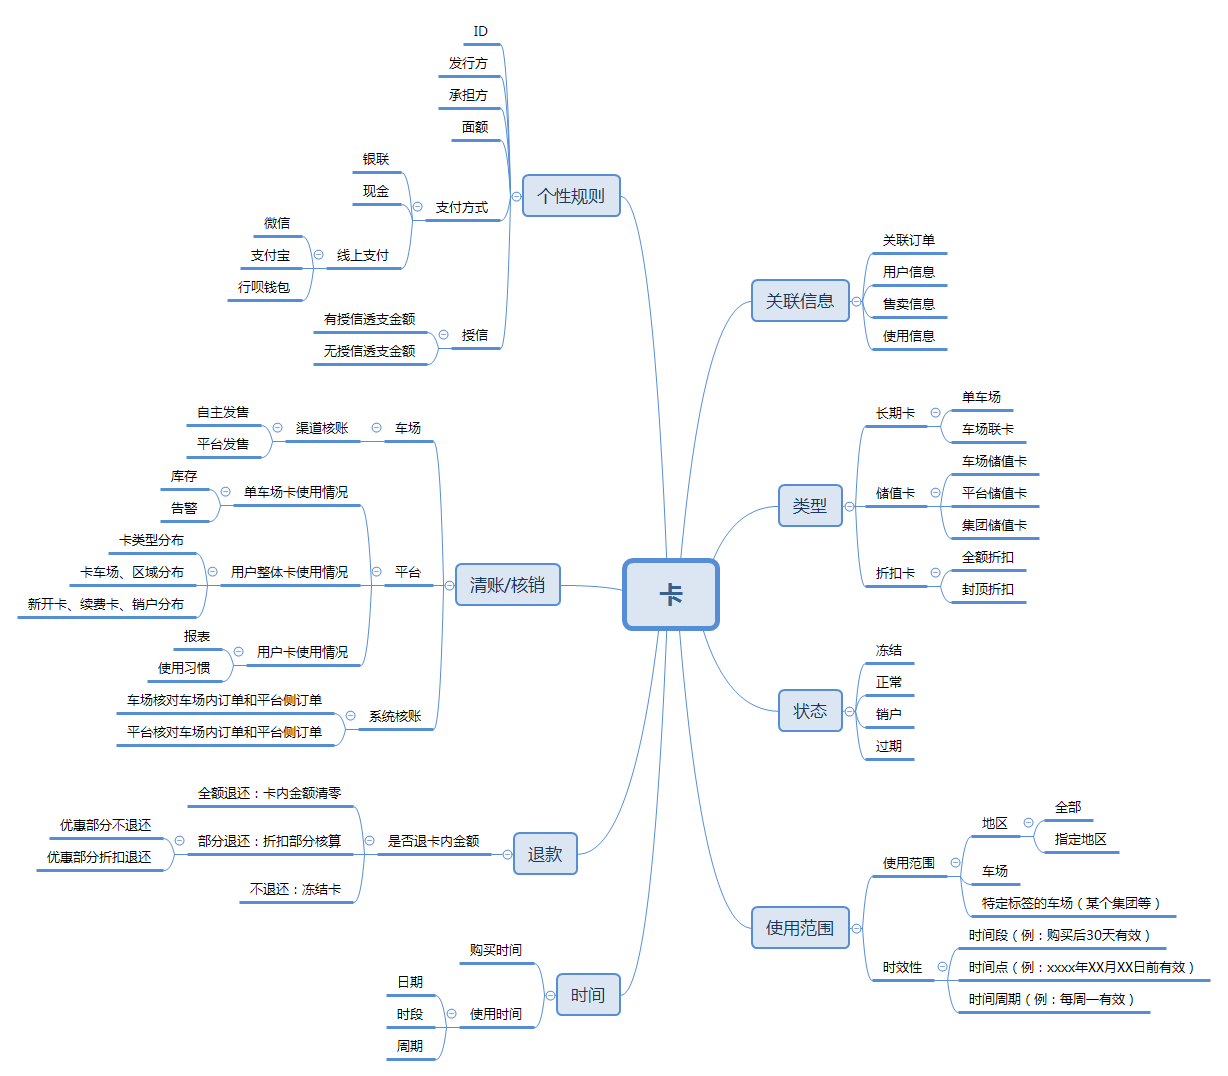 卡
个性规则
ID
发行方
承担方
面额
支付方式
银联
现金
线上支付
微信
支付宝
行呗钱包
授信
有授信透支金额
无授信透支金额
清账/核销
车场
渠道核账
自主发售
平台发售
平台
单车场卡使用情况
库存
告警
用户整体卡使用情况
卡类型分布
卡车场、区域分布
新开卡、续费卡、销户分布
用户卡使用情况
报表
使用习惯
系统核账
车场核对车场内订单和平台侧订单
平台核对车场内订单和平台侧订单
退款
是否退卡内金额
全额退还：卡内金额清零
部分退还：折扣部分核算
优惠部分不退还
优惠部分折扣退还
不退还：冻结卡
时间
购买时间
使用时间
日期
时段
周期
关联信息
关联订单
用户信息
售卖信息
使用信息
类型
长期卡
单车场
车场联卡
储值卡
车场储值卡
平台储值卡
集团储值卡
折扣卡
全额折扣
封顶折扣
状态
冻结
正常
销户
过期
使用范围
使用范围
地区
全部
指定地区
车场
特定标签的车场（某个集团等）
时效性
时间段（例：购买后30天有效）
时间点（例：xxxx年XX月XX日前有效）
时间周期（例：每周一有效）